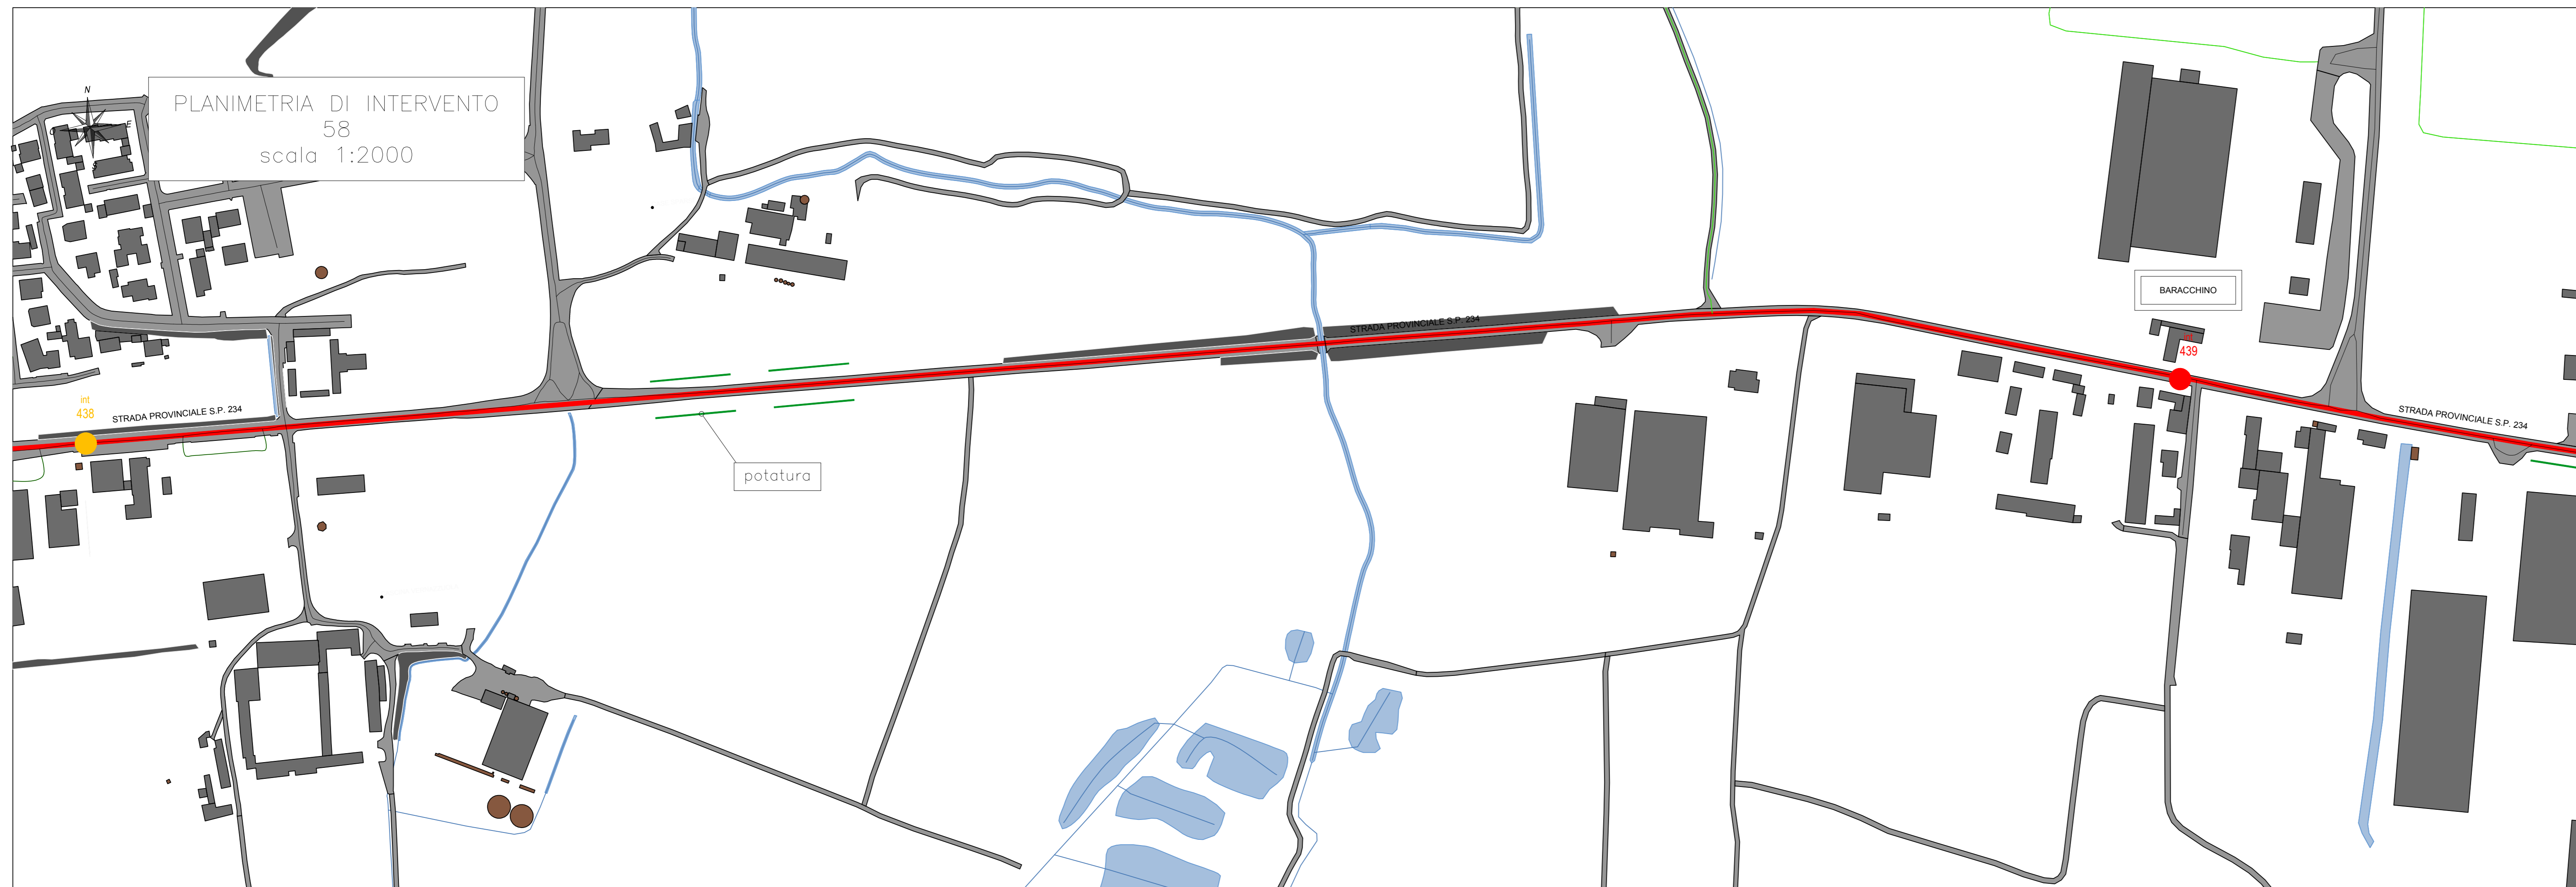 N
O
E
S
PLANIMETRIA DI INTERVENTO
58
scala 1:2000
STRADA PROVINCIALE S.P. 234
BARACCHINO
int
439
int
438
STRADA PROVINCIALE S.P. 234
STRADA PROVINCIALE S.P. 234
potatura